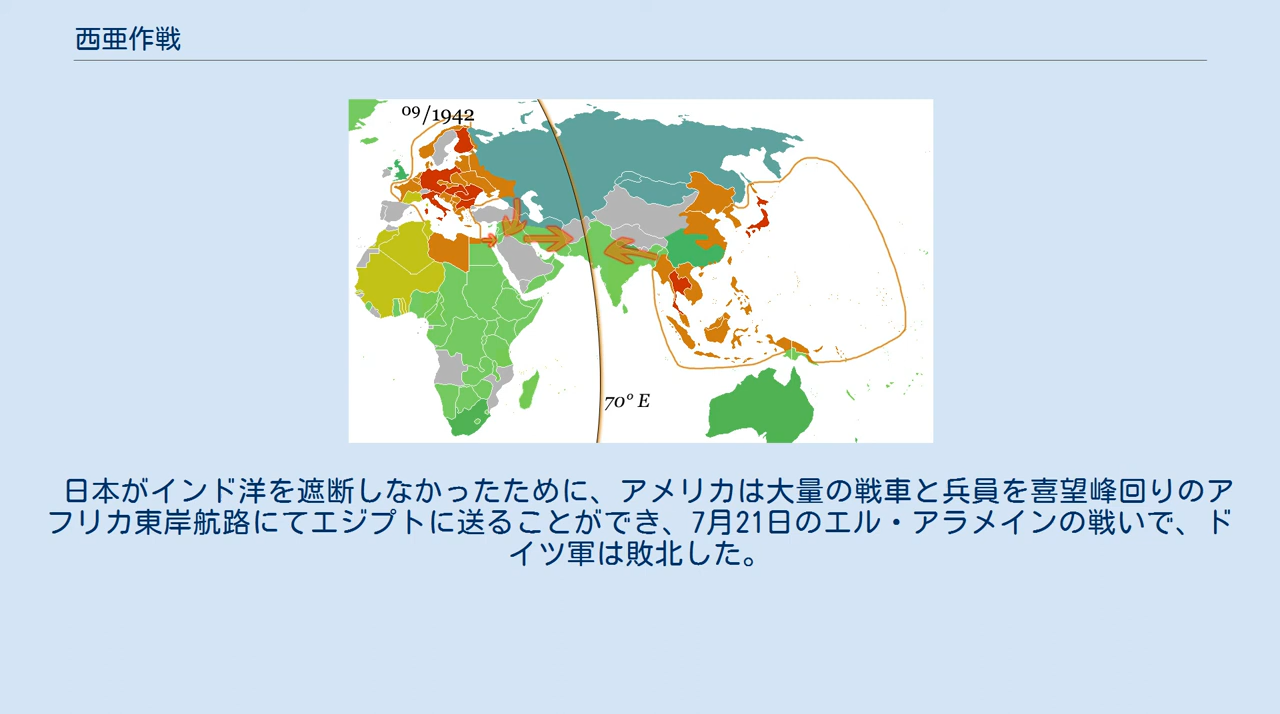 西亜作戦
09/1942
70° E
日本がインド洋を遮断しなかったために、アメリカは大量の戦車と兵員を喜望峰回りのア
フリカ東岸航路にてエジプトに送ることができ、7月21日のエル・アラメインの戦いで、ド
イツ軍は敗北した。